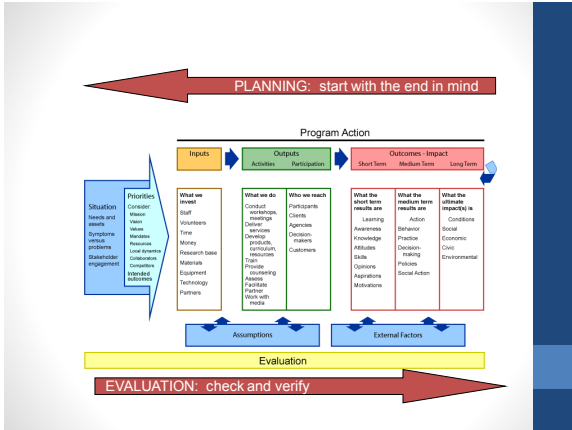 PLANNING: start with the end in mind
Program Action
Inputs
Outputs
Activities Participation
Outcomes - Impact
Short Term Medium Term Long Term
Situation
Needs and
assets
Symptoms
versus
problems
Stakeholder
engagement
Priorities
Consider:
Mission
Vision
Values
Mandates
Resources
Local dynamics
Collaborators
Competitors
Intended
outcomes
What we
invest
Staff
Volunteers
Time
Money
Research base
Materials
Equipment
Technology
Partners
What we do
Conduct
workshops,
meetings
Deliver
services
Develop
products,
curriculum,
resources
Train
Provide
counseling
Assess
Facilitate
Partner
Work with
media
Who we reach
Participants
Clients
Agencies
Decision-
makers
Customers
What the
short term
results are
Learning
Awareness
Knowledge
Attitudes
Skills
Opinions
Aspirations
Motivations
What the
medium term
results are
Action
Behavior
Practice
Decision-
making
Policies
Social Action
What the
ultimate
impact(s) is
Conditions
Social
Economic
Civic
Environmental
Assumptions
External Factors
Evaluation
EVALUATION: check and verify